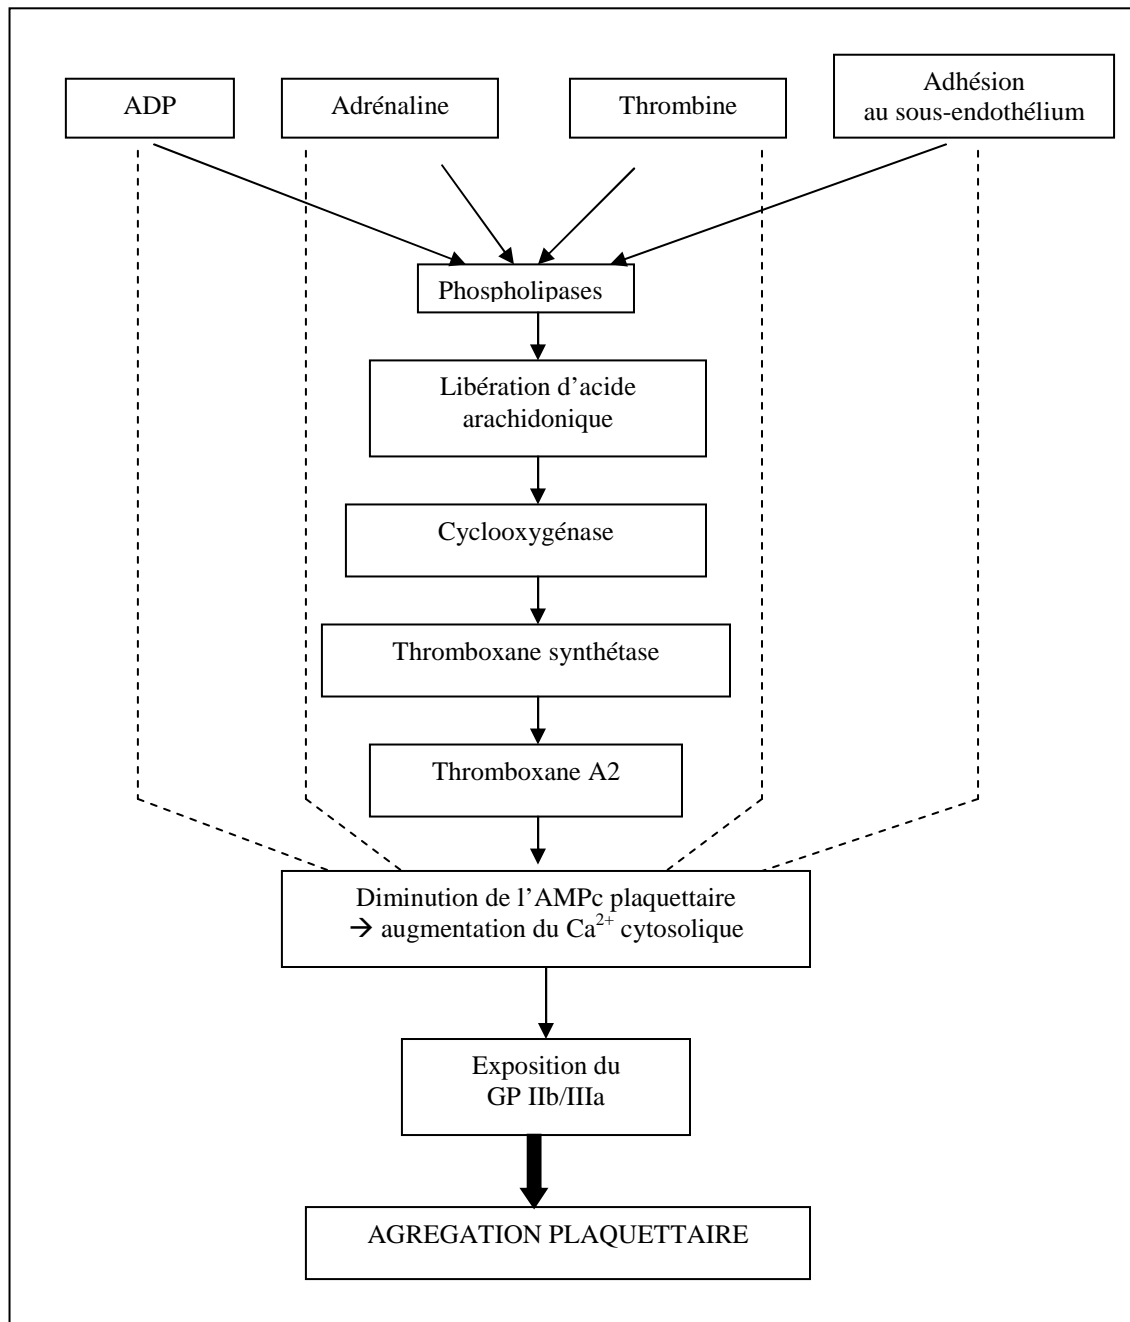 ADP
Adrénaline
Thrombine
Adhésion
au sous-endothélium
Phospholipases
Libération d’acide
arachidonique
Cyclooxygénase
Thromboxane synthétase
Thromboxane A2
Diminution de l’AMPc plaquettaire
→ augmentation du Ca²⁺ cytosolique
Exposition du
GP IIb/IIIa
AGREGATION PLAQUETTAIRE